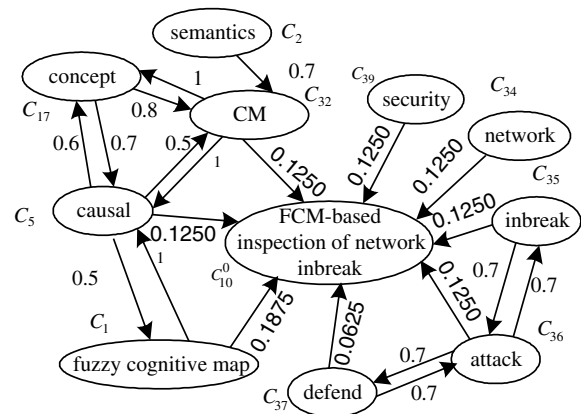 semantics
C2
concept
1
0.7
C39
C34
C17
0.8
CM
C32
security
network
0.6
0.7
0.5
1
0.1250
0.1250
0.1250
C35
C5
causal
0.1250
FCM-based
inspection of network
inbreak
0.1250
inbreak
0.5
1
C10^0
0.1875
0.0625
0.1250
0.7
0.7
C1
fuzzy cognitive map
C37
defend
0.7
0.7
attack
C36